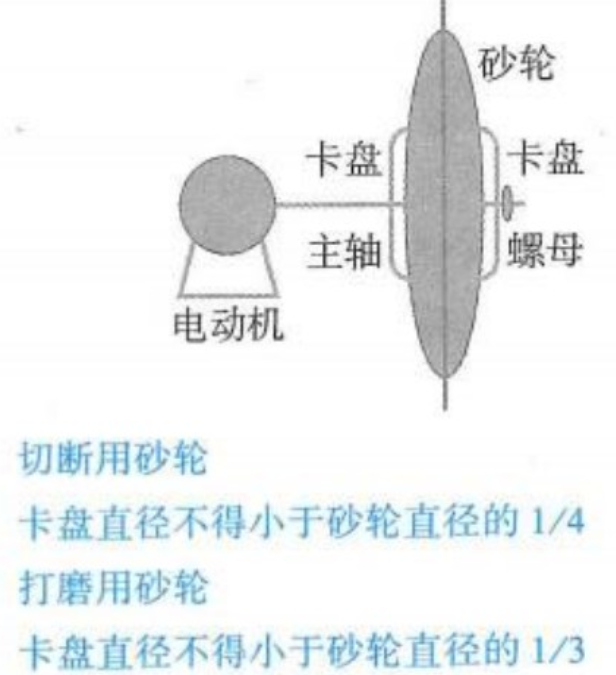 砂轮
卡盘 卡盘
主轴 螺母
电动机
切断用砂轮
卡盘直径不得小于砂轮直径的 1/4
打磨用砂轮
卡盘直径不得小于砂轮直径的 1/3